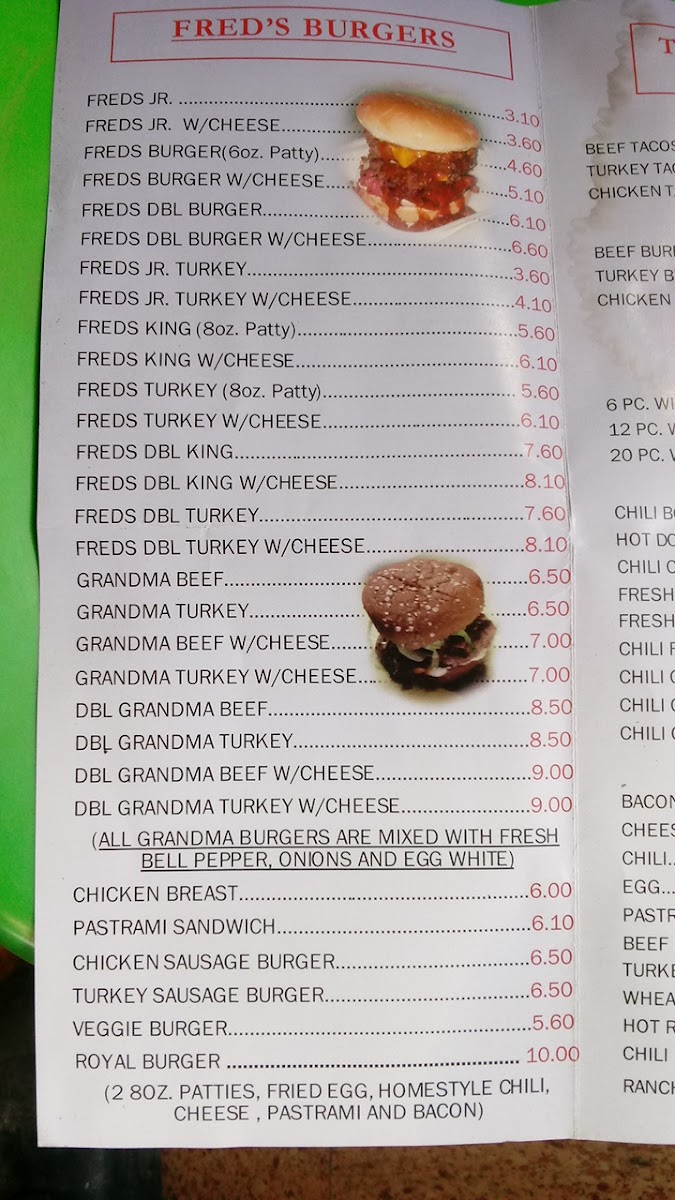 FRED'S BURGERS
FREDS JR. ..... 3.10
FREDS JR. W/CHEESE..... 3.60
FREDS BURGER(6oz. Patty)..... 4.60
FREDS BURGER W/CHEESE..... 5.10
FREDS DBL BURGER..... 6.10
FREDS DBL BURGER W/CHEESE..... 6.60
FREDS JR. TURKEY..... 3.60
FREDS JR. TURKEY W/CHEESE..... 4.10
FREDS KING (8oz. Patty)..... 5.60
FREDS KING W/CHEESE..... 6.10
FREDS TURKEY (8oz. Patty)..... 5.60
FREDS TURKEY W/CHEESE..... 6.10
FREDS DBL KING..... 7.60
FREDS DBL KING W/CHEESE..... 8.10
FREDS DBL TURKEY..... 7.60
FREDS DBL TURKEY W/CHEESE..... 8.10
GRANDMA BEEF..... 6.50
GRANDMA TURKEY..... 6.50
GRANDMA BEEF W/CHEESE..... 7.00
GRANDMA TURKEY W/CHEESE..... 7.00
DBL GRANDMA BEEF..... 8.50
DBL GRANDMA TURKEY..... 8.50
DBL GRANDMA BEEF W/CHEESE..... 9.00
DBL GRANDMA TURKEY W/CHEESE..... 9.00
(ALL GRANDMA BURGERS ARE MIXED WITH FRESH
BELL PEPPER, ONIONS AND EGG WHITE)
CHICKEN BREAST..... 6.00
PASTRAMI SANDWICH..... 6.10
CHICKEN SAUSAGE BURGER..... 6.50
TURKEY SAUSAGE BURGER..... 6.50
VEGGIE BURGER..... 5.60
ROYAL BURGER ..... 10.00
(2 8OZ. PATTIES, FRIED EGG, HOMESTYLE CHILI,
CHEESE , PASTRAMI AND BACON)
BEEF TACOS
TURKEY
CHICKEN
BEEF
TURKEY
CHICKEN
6 PC.
12 PC.
20 PC.
CHILI
HOT
CHILI
FRESH
FRESH
CHILI
CHILI
CHILI
CHILI
BACON
CHILI..
EGG...
BEEF
HOT
CHILI